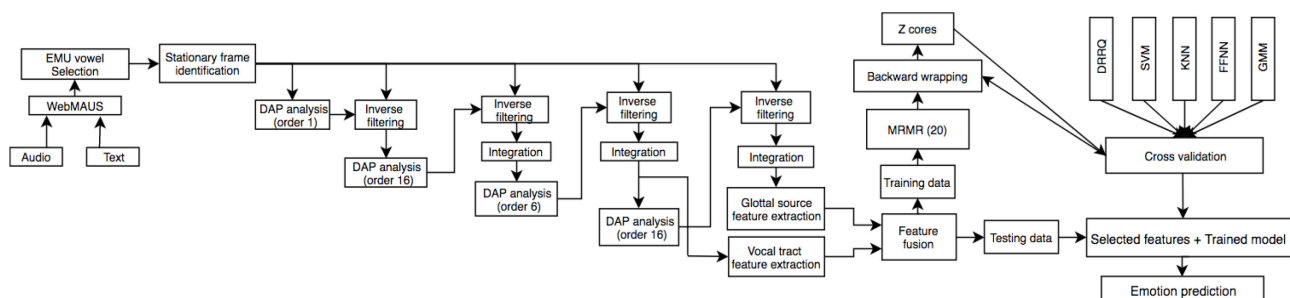 EMU vowel
Selection
WebMAUS
Audio
Text
Stationary frame
identification
DAP analysis
(order 1)
Inverse
filtering
DAP analysis
(order 16)
Inverse
filtering
Integration
DAP analysis
(order 6)
Inverse
filtering
Integration
DAP analysis
(order 16)
Inverse
filtering
Integration
Glottal source
feature extraction
Vocal tract
feature extraction
Z cores
Backward wrapping
MRMR (20)
Training data
Feature
fusion
Testing data
DRRQ
SVM
KNN
FFNN
GMM
Cross validation
Selected features + Trained model
Emotion prediction